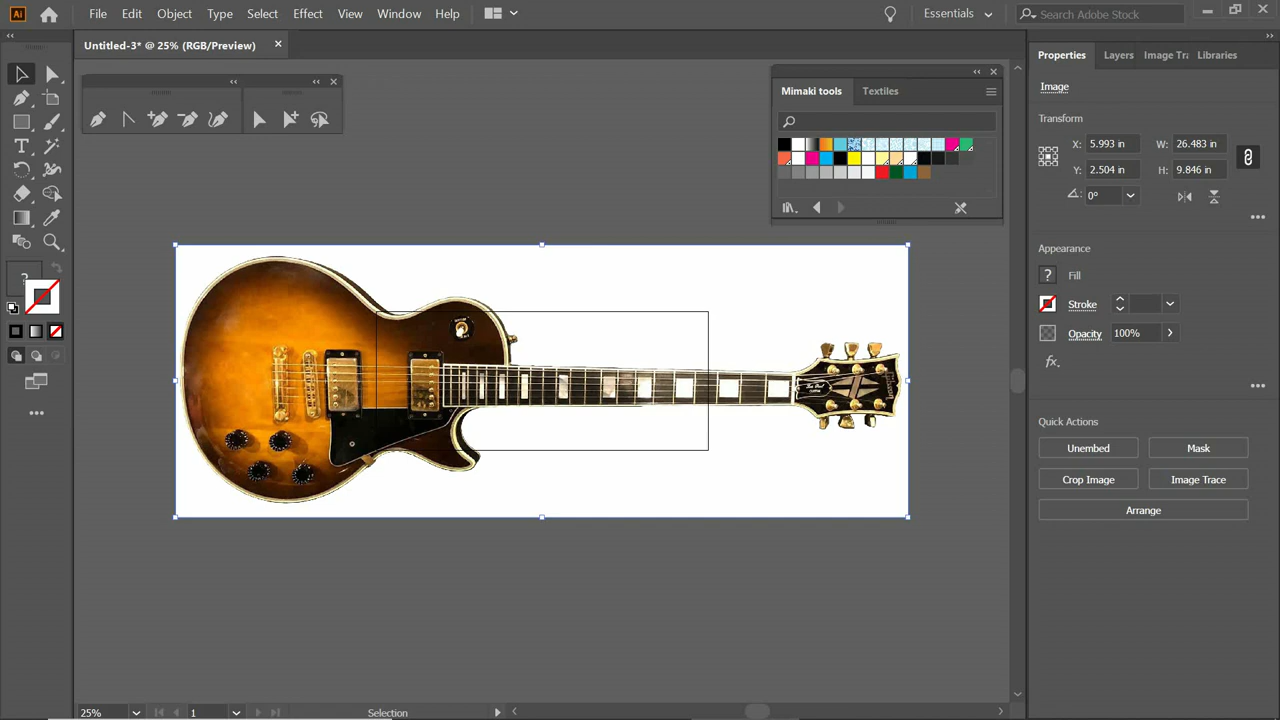 Ai File Edit Object Type Select Effect View Window Help Essentials Search Adobe Stock
Untitled-3* @ 25% (RGB/Preview)
Mimaki tools Textiles
Properties Layers Image Tr Libraries
Image
Transform
X: 5.993 in W: 26.483 in
Y: 2.504 in H: 9.846 in
0°
Appearance
? Fill
Stroke
Opacity 100%
fx.
Quick Actions
Unembed Mask
Crop Image Image Trace
Arrange
?
25% 1 Selection